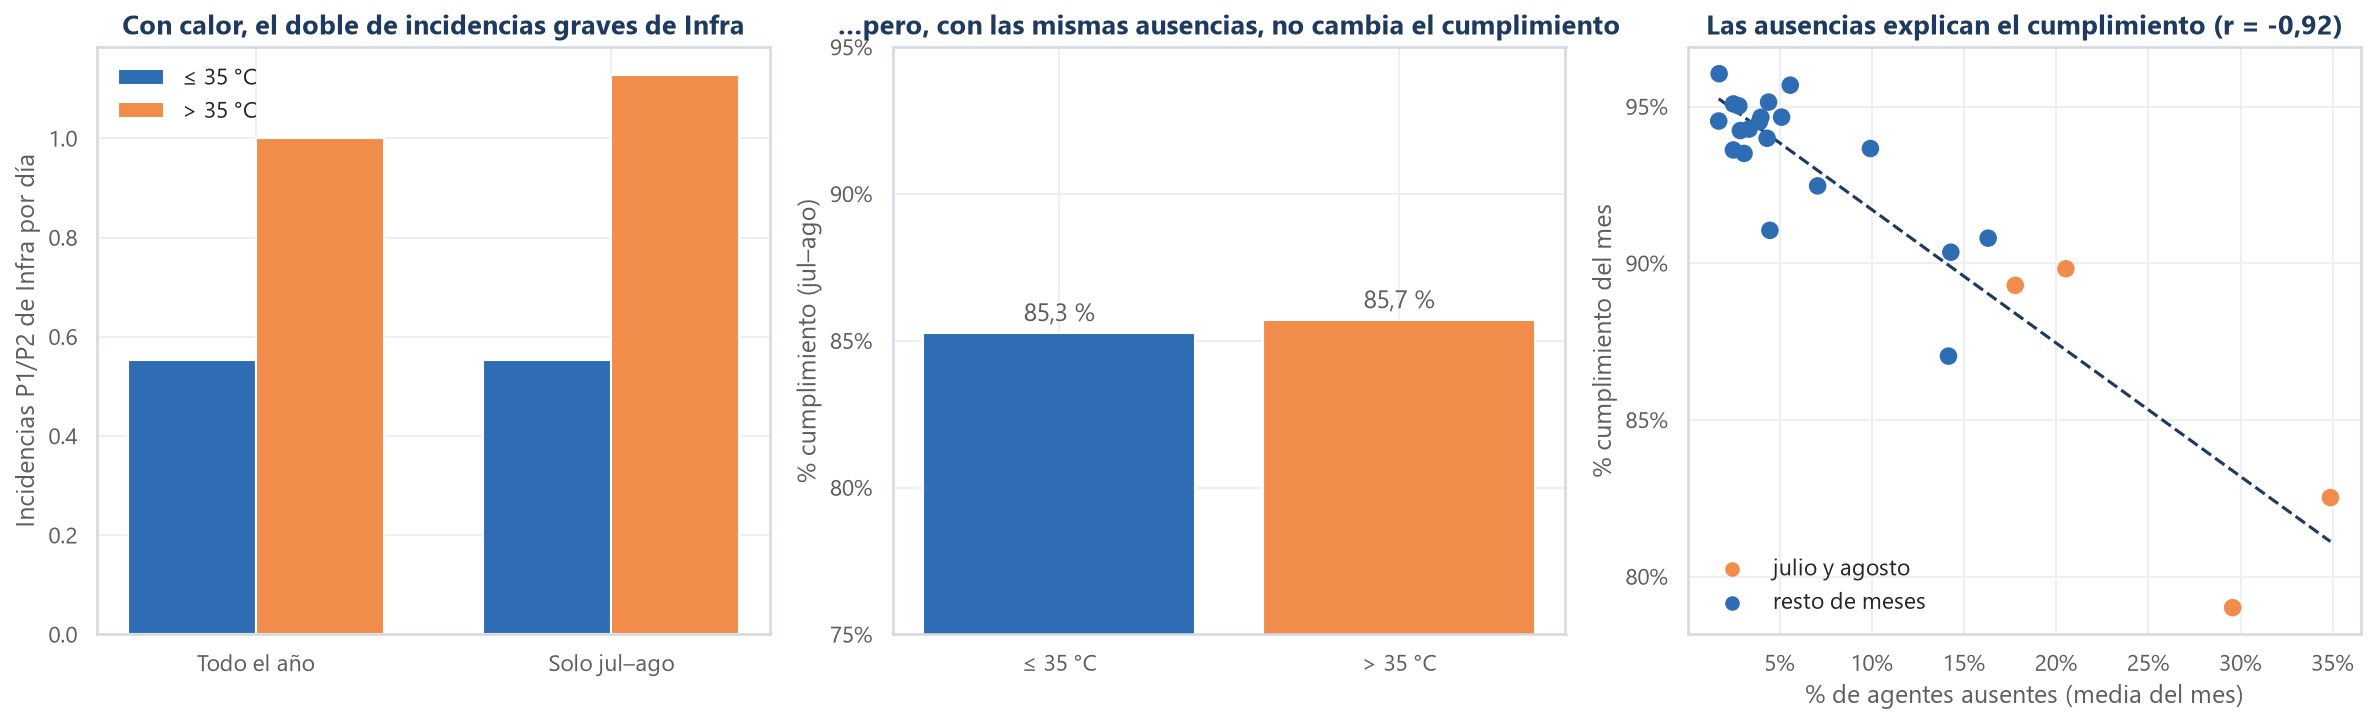 Con calor, el doble de incidencias graves de Infra
≤ 35 °C
> 35 °C
Incidencias P1/P2 de Infra por día
1.0
0.8
0.6
0.4
0.2
0.0
Todo el año
Solo jul–ago
…pero, con las mismas ausencias, no cambia el cumplimiento
% cumplimiento (jul–ago)
95%
90%
85%
80%
75%
85,3 %
85,7 %
≤ 35 °C
> 35 °C
Las ausencias explican el cumplimiento (r = -0,92)
% cumplimiento del mes
95%
90%
85%
80%
julio y agosto
resto de meses
5%
10%
15%
20%
25%
30%
35%
% de agentes ausentes (media del mes)